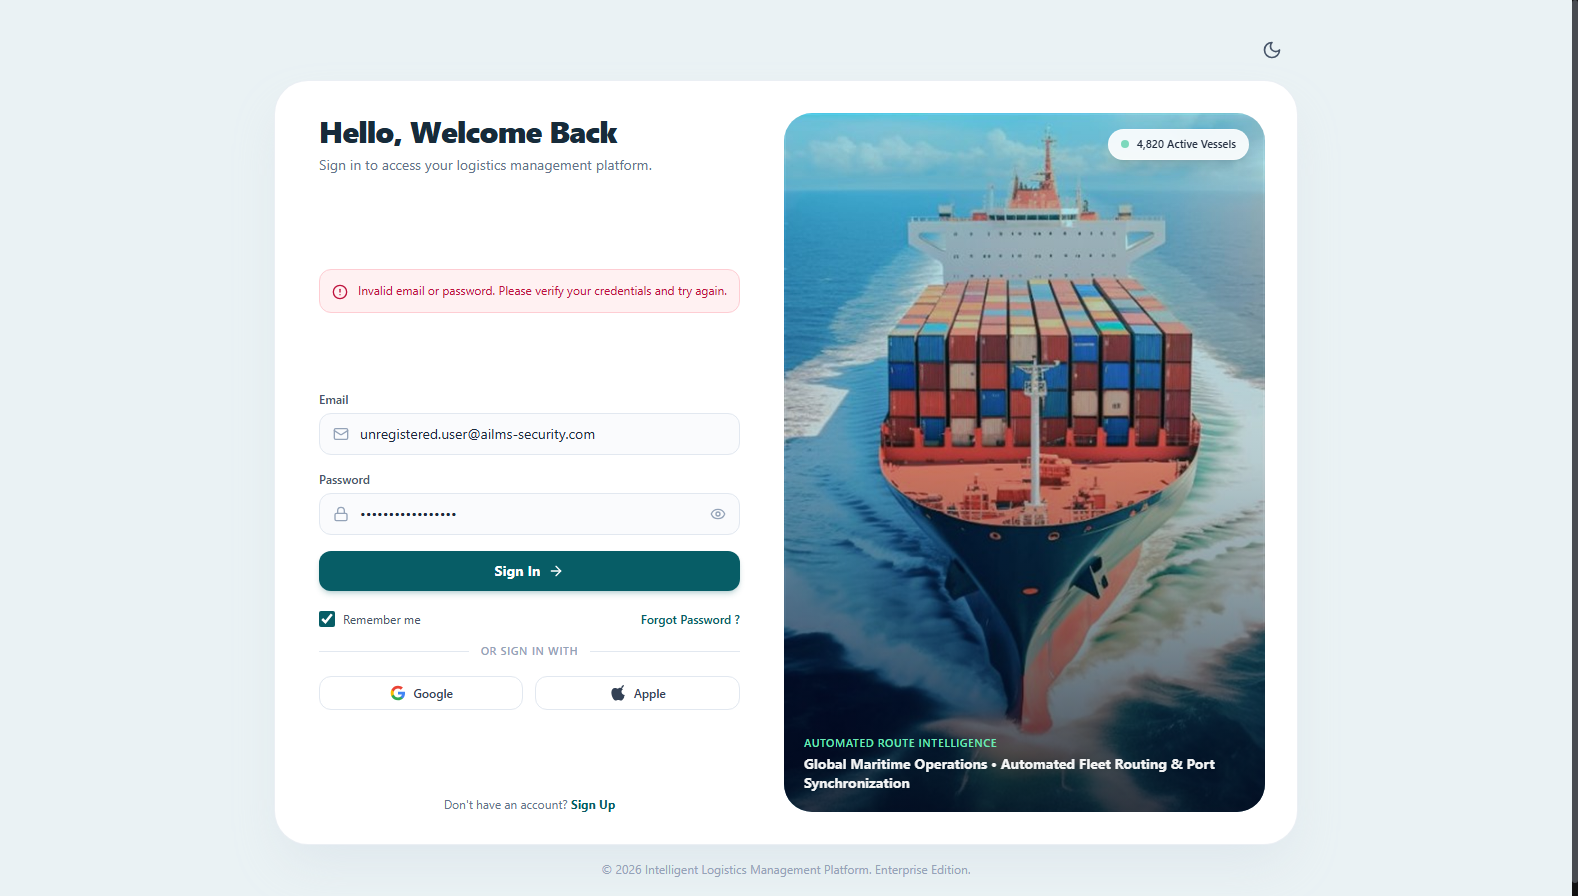 Hello, Welcome Back
Sign in to access your logistics management platform.
Invalid email or password. Please verify your credentials and try again.
Email
unregistered.user@ailms-security.com
Password
•••••••••••••••••
Sign In
Remember me
Forgot Password ?
OR SIGN IN WITH
Google
Apple
Don't have an account? Sign Up
4,820 Active Vessels
AUTOMATED ROUTE INTELLIGENCE
Global Maritime Operations • Automated Fleet Routing & Port
Synchronization
© 2026 Intelligent Logistics Management Platform. Enterprise Edition.